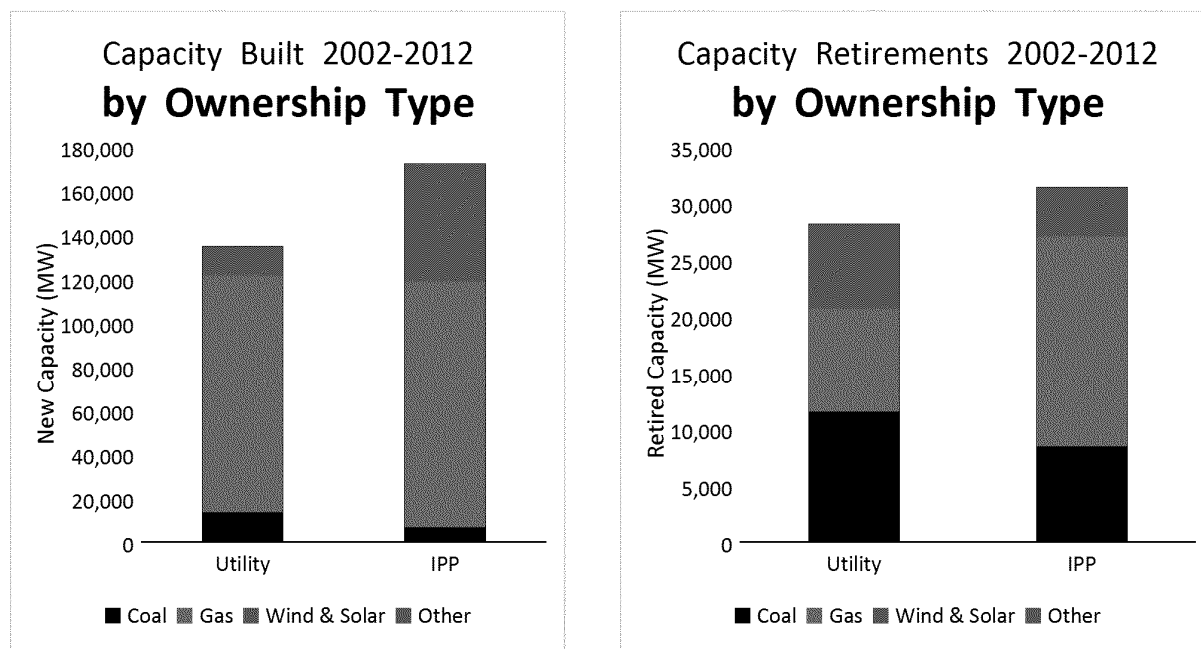 Capacity Built 2002-2012
by Ownership Type
New Capacity (MW)
180,000
160,000
140,000
120,000
100,000
80,000
60,000
40,000
20,000
0
Utility IPP
Coal Gas Wind & Solar Other
Capacity Retirements 2002-2012
by Ownership Type
Retired Capacity (MW)
35,000
30,000
25,000
20,000
15,000
10,000
5,000
0
Utility IPP
Coal Gas Wind & Solar Other